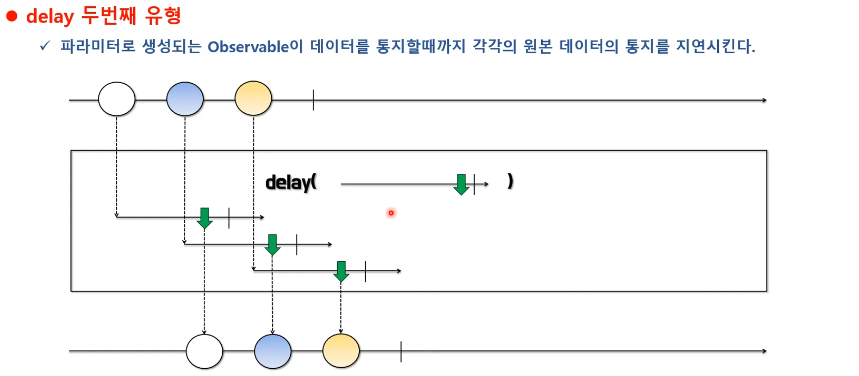 ● delay 두번째 유형
✓ 파라미터로 생성되는 Observable이 데이터를 통지할때까지 각각의 원본 데이터의 통지를 지연시킨다.
delay( )